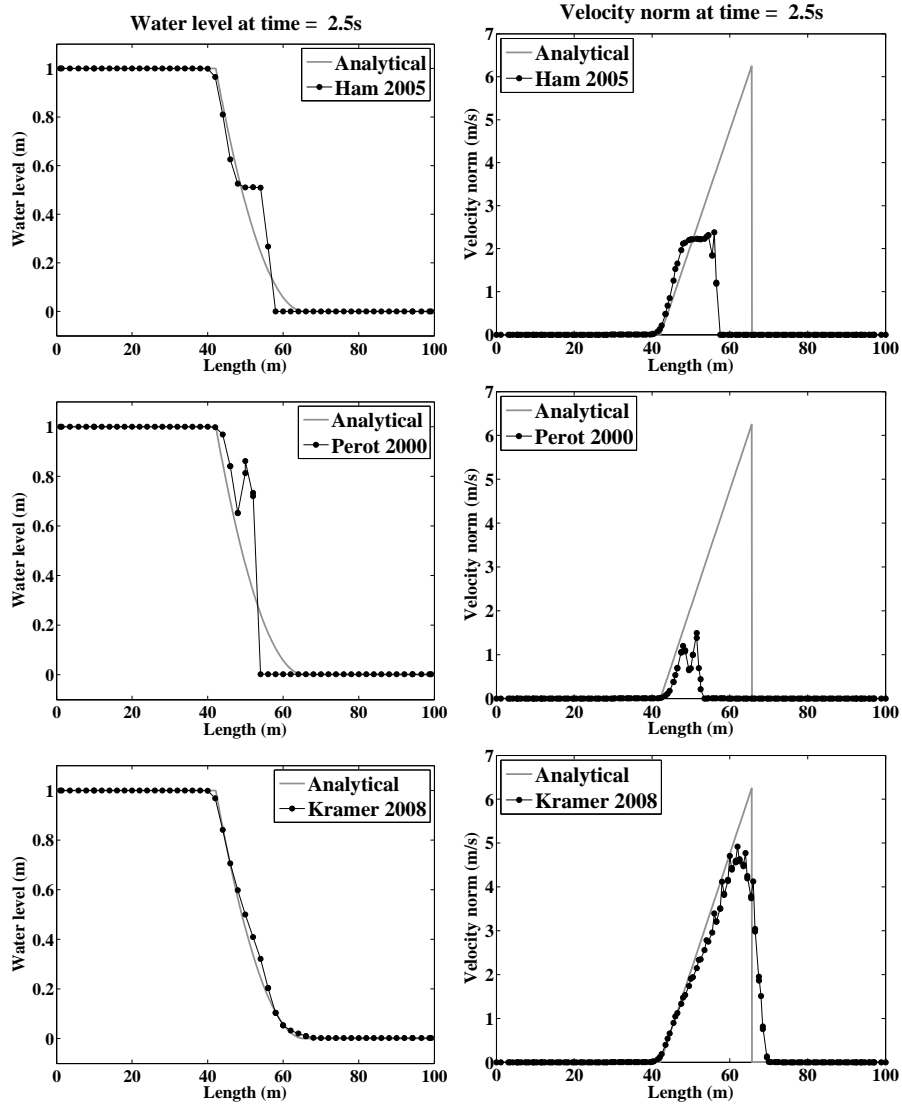 Water level at time = 2.5s
Velocity norm at time = 2.5s
Analytical
Ham 2005
Water level (m)
1
0.8
0.6
0.4
0.2
0
0 20 40 60 80 100
Length (m)
Analytical
Ham 2005
Velocity norm (m/s)
7
6
5
4
3
2
1
0
0 20 40 60 80 100
Length (m)
Analytical
Perot 2000
Water level (m)
1
0.8
0.6
0.4
0.2
0
0 20 40 60 80 100
Length (m)
Analytical
Perot 2000
Velocity norm (m/s)
7
6
5
4
3
2
1
0
0 20 40 60 80 100
Length (m)
Analytical
Kramer 2008
Water level (m)
1
0.8
0.6
0.4
0.2
0
0 20 40 60 80 100
Length (m)
Analytical
Kramer 2008
Velocity norm (m/s)
7
6
5
4
3
2
1
0
0 20 40 60 80 100
Length (m)